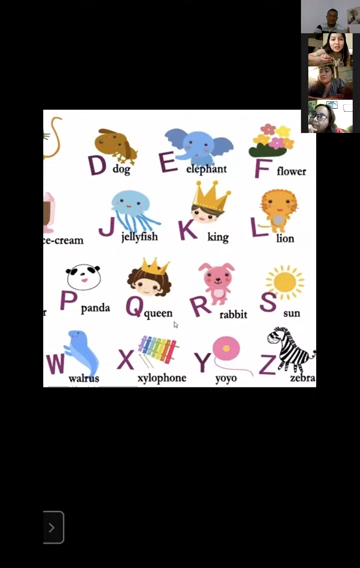 D dog E elephant F flower
ce-cream J jellyfish K king L lion
r P panda Q queen R rabbit S sun
W walrus X xylophone Y yoyo Z zebra